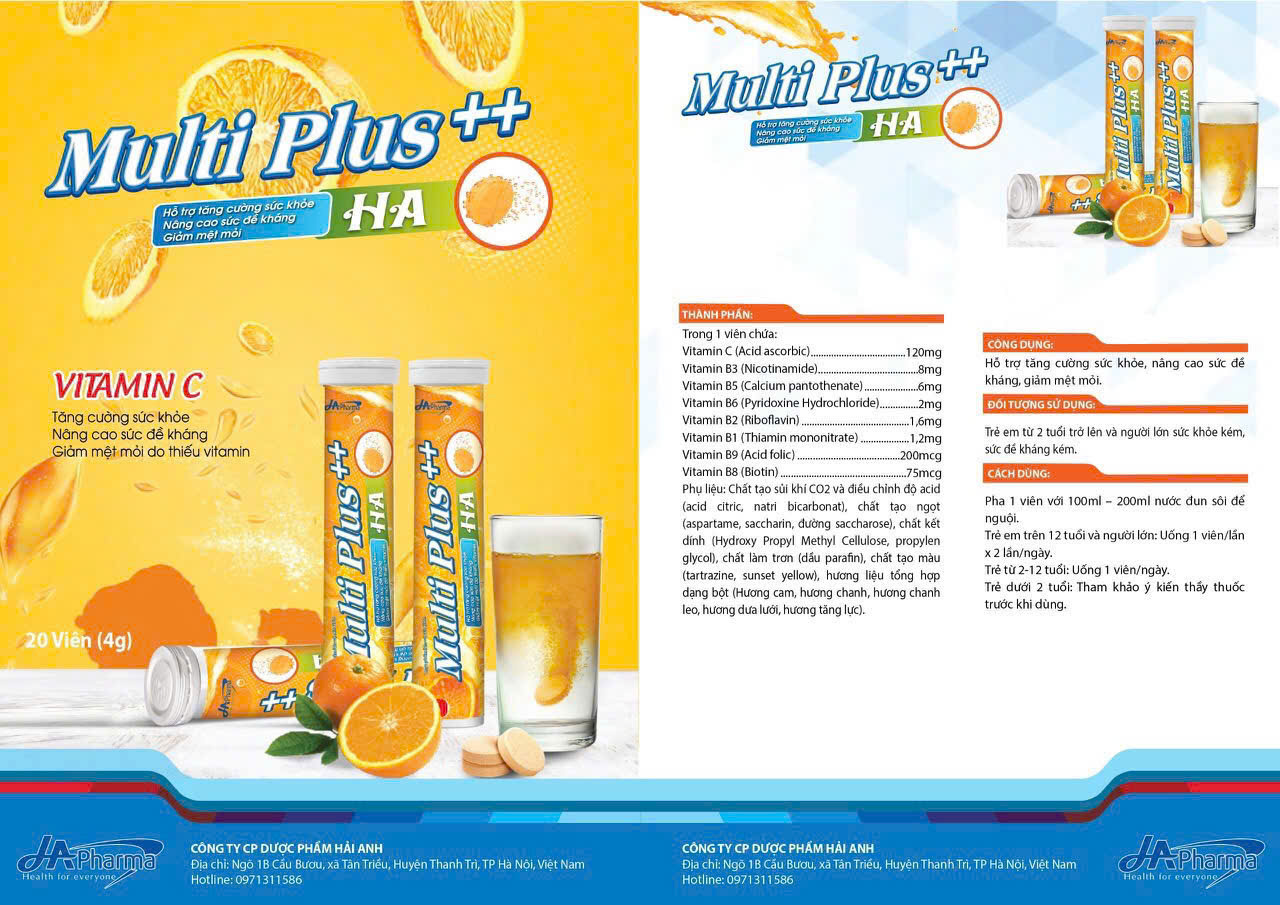 Multi Plus++
Hỗ trợ tăng cường sức khỏe
Nâng cao sức đề kháng
Giảm mệt mỏi
HA
VITAMIN C
Tăng cường sức khỏe
Nâng cao sức đề kháng
Giảm mệt mỏi do thiếu vitamin
20 Viên (4g)
HA Pharma
Multi Plus++
HA
HA Pharma
Multi Plus++
HA
HA Pharma
++
HA Pharma
Health for everyone
CÔNG TY CP DƯỢC PHẨM HẢI ANH
Địa chỉ: Ngõ 1B Cầu Bươu, xã Tân Triều, Huyện Thanh Trì, TP Hà Nội, Việt Nam
Hotline: 0971311586
Multi Plus++
Hỗ trợ tăng cường sức khỏe
Nâng cao sức đề kháng
Giảm mệt mỏi
HA
Multi Plus++
HA
Multi Plus++
HA
++
THÀNH PHẦN:
Trong 1 viên chứa:
Vitamin C (Acid ascorbic)....................................120mg
Vitamin B3 (Nicotinamide)......................................8mg
Vitamin B5 (Calcium pantothenate).....................6mg
Vitamin B6 (Pyridoxine Hydrochloride)...............2mg
Vitamin B2 (Riboflavin) .........................................1,6mg
Vitamin B1 (Thiamin mononitrate) ...................1,2mg
Vitamin B9 (Acid folic) .......................................200mcg
Vitamin B8 (Biotin) ................................................75mcg
Phụ liệu: Chất tạo sủi khí CO2 và điều chỉnh độ acid
(acid citric, natri bicarbonat), chất tạo ngọt
(aspartame, saccharin, đường saccharose), chất kết
dính (Hydroxy Propyl Methyl Cellulose, propylen
glycol), chất làm trơn (dầu parafin), chất tạo màu
(tartrazine, sunset yellow), hương liệu tổng hợp
dạng bột (Hương cam, hương chanh, hương chanh
leo, hương dưa lưới, hương tăng lực).
CÔNG DỤNG:
Hỗ trợ tăng cường sức khỏe, nâng cao sức đề
kháng, giảm mệt mỏi.
ĐỐI TƯỢNG SỬ DỤNG:
Trẻ em từ 2 tuổi trở lên và người lớn sức khỏe kém,
sức đề kháng kém.
CÁCH DÙNG:
Pha 1 viên với 100ml – 200ml nước đun sôi để
nguội.
Trẻ em trên 12 tuổi và người lớn: Uống 1 viên/lần
x 2 lần/ngày.
Trẻ từ 2-12 tuổi: Uống 1 viên/ngày.
Trẻ dưới 2 tuổi: Tham khảo ý kiến thầy thuốc
trước khi dùng.
CÔNG TY CP DƯỢC PHẨM HẢI ANH
Địa chỉ: Ngõ 1B Cầu Bươu, xã Tân Triều, Huyện Thanh Trì, TP Hà Nội, Việt Nam
Hotline: 0971311586
HA Pharma
Health for everyone